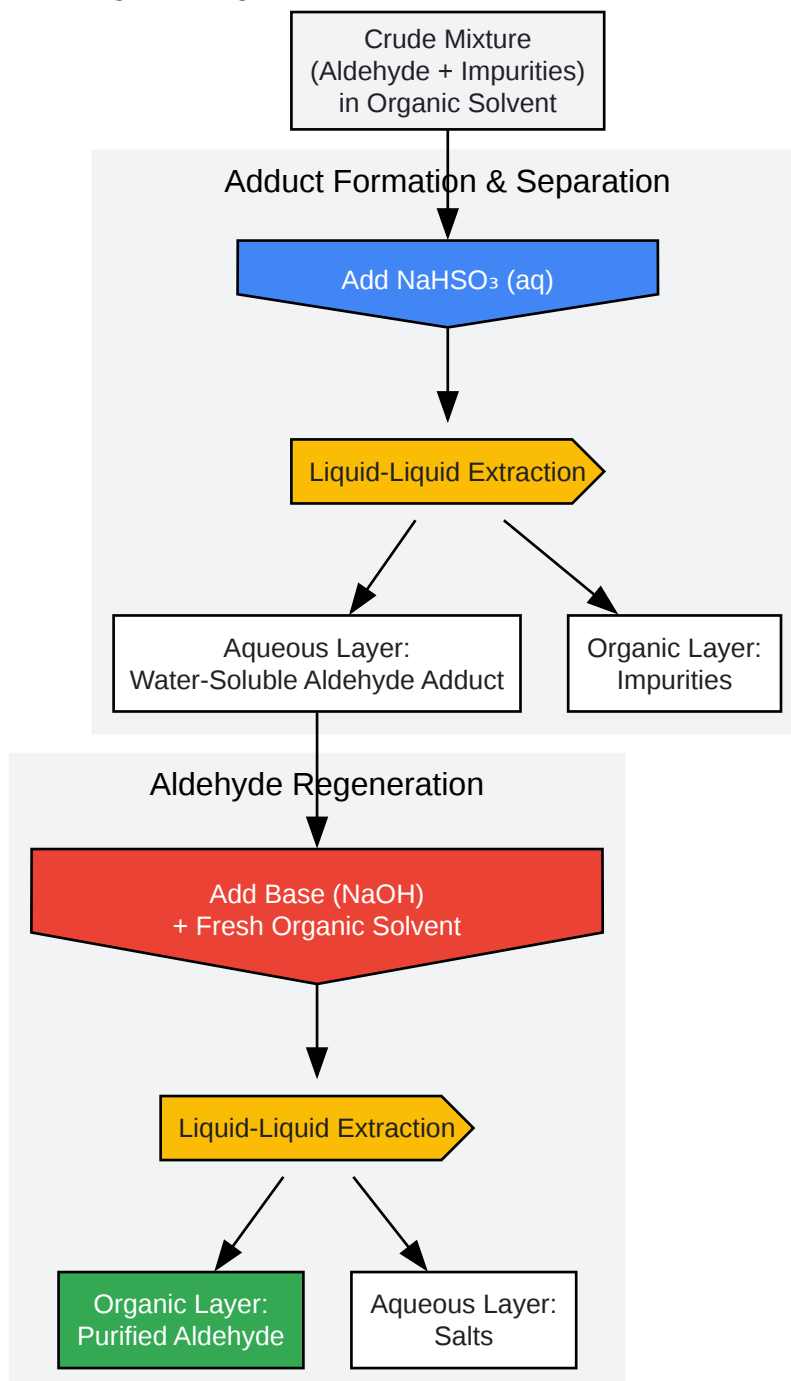 Crude Mixture
(Aldehyde + Impurities)
in Organic Solvent
Adduct Formation & Separation
Add NaHSO₃ (aq)
Liquid-Liquid Extraction
Aqueous Layer:
Water-Soluble Aldehyde Adduct
Organic Layer:
Impurities
Aldehyde Regeneration
Add Base (NaOH)
+ Fresh Organic Solvent
Liquid-Liquid Extraction
Organic Layer:
Purified Aldehyde
Aqueous Layer:
Salts